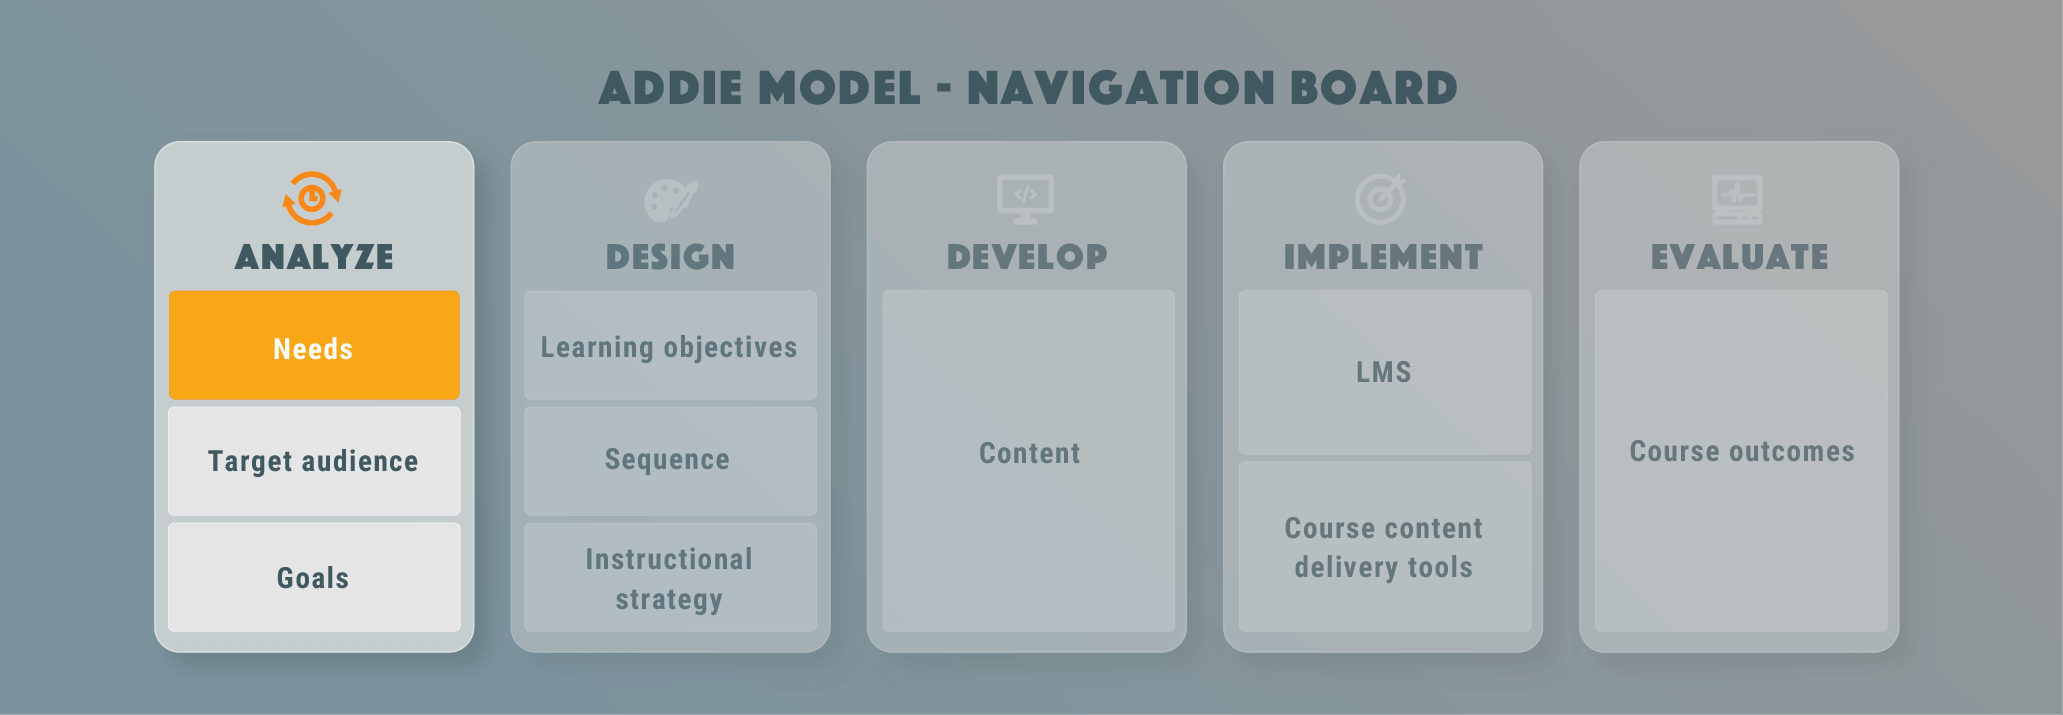 ADDIE MODEL - NAVIGATION BOARD
ANALYZE
Needs
Target audience
Goals
DESIGN
Learning objectives
Sequence
Instructional
strategy
DEVELOP
</>
Content
IMPLEMENT
LMS
Course content
delivery tools
EVALUATE
Course outcomes